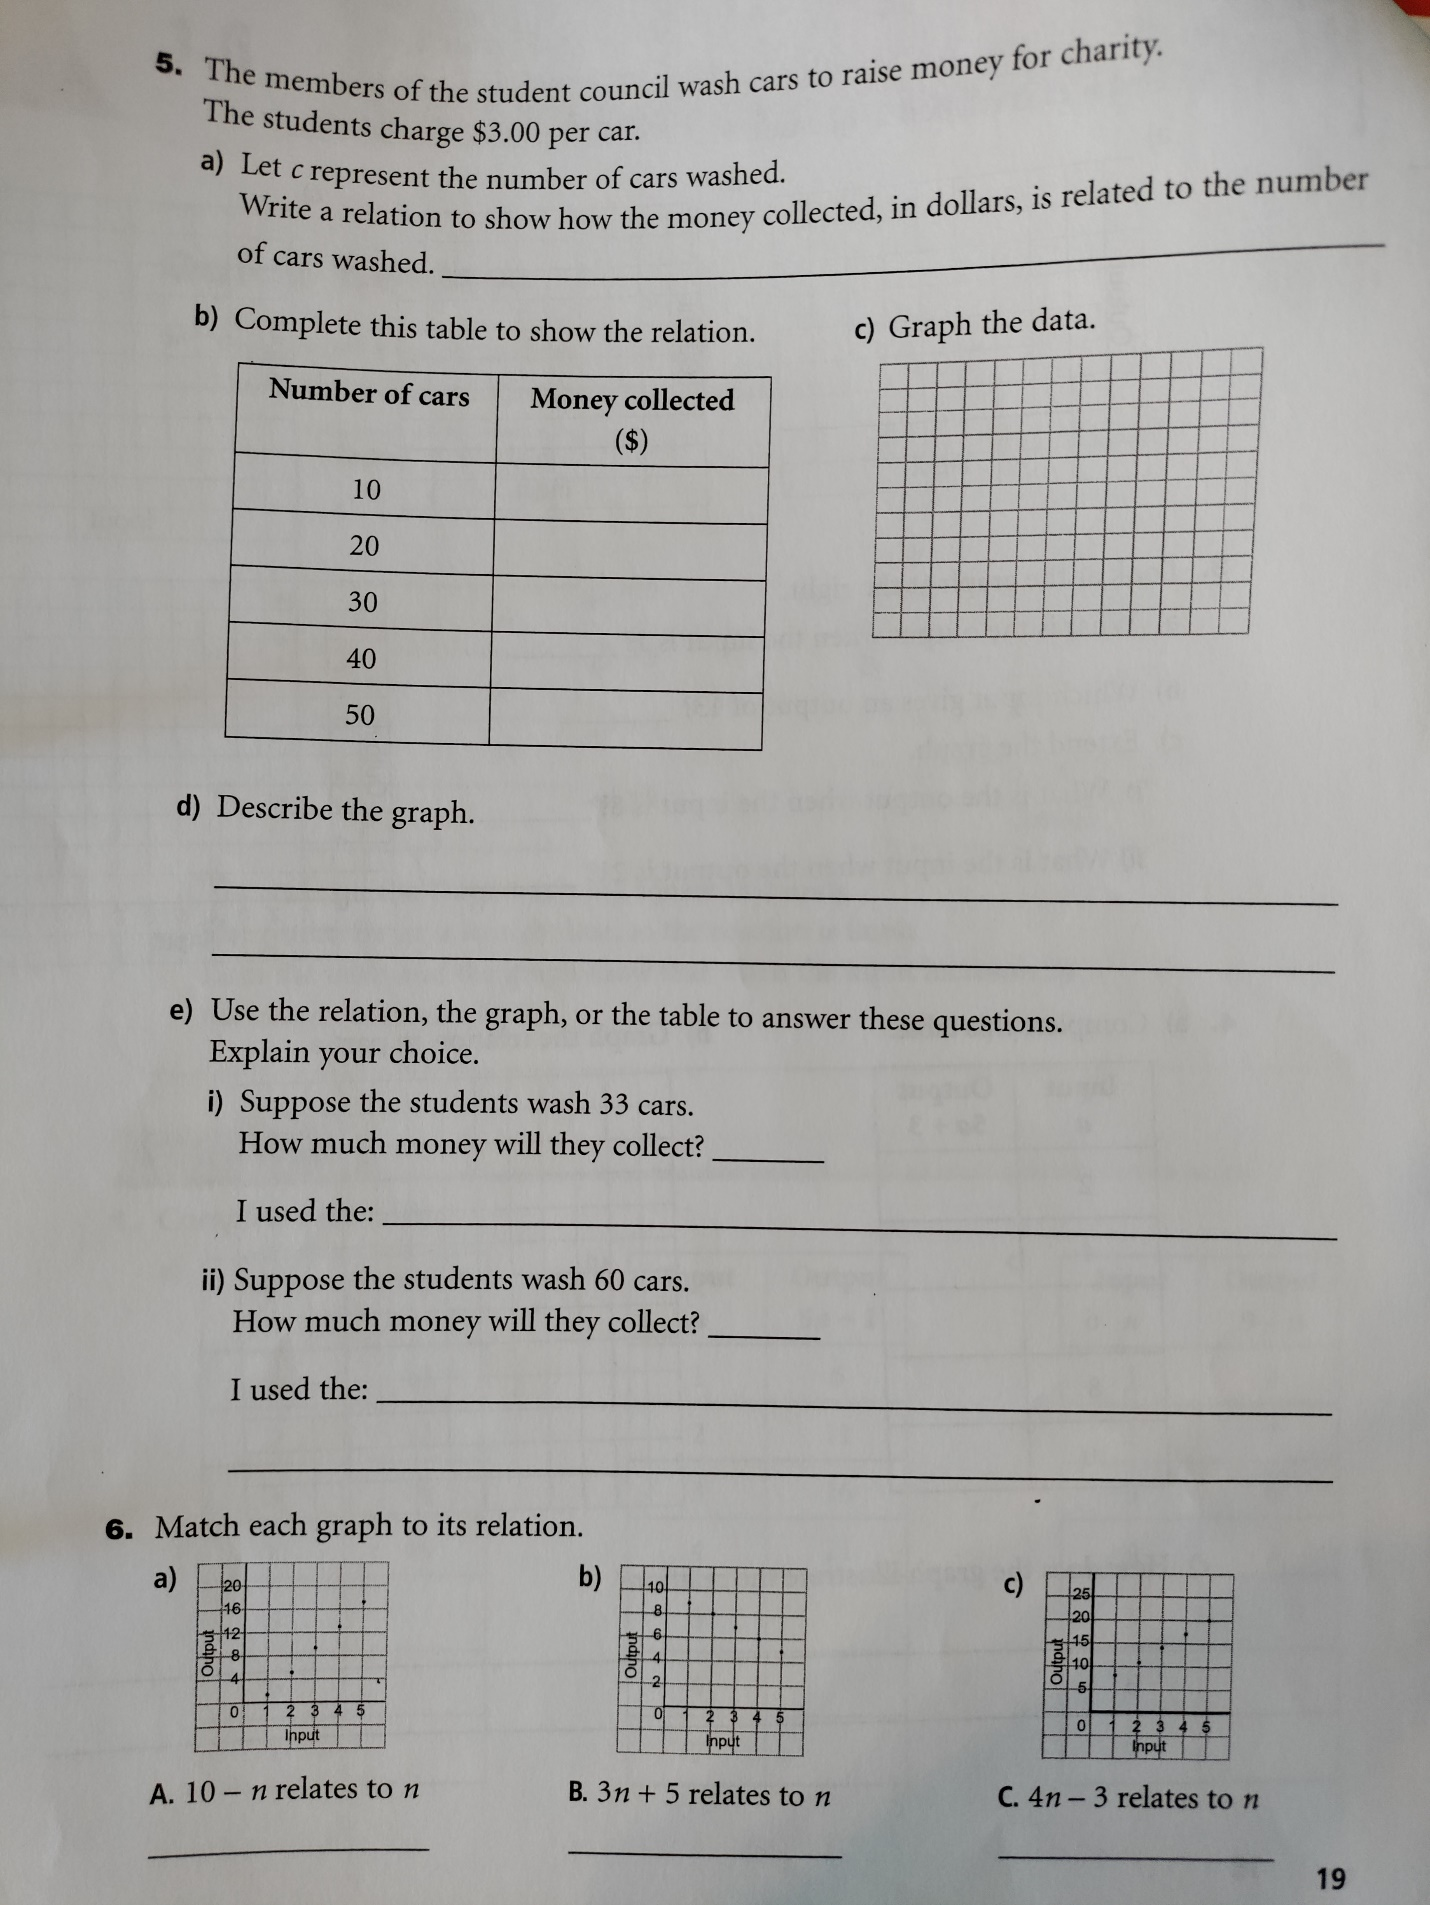 5. The members of the student council wash cars to raise money for charity.
The students charge $3.00 per car.
a) Let c represent the number of cars washed.
Write a relation to show how the money collected, in dollars, is related to the number
of cars washed.
b) Complete this table to show the relation.
c) Graph the data.
Number of cars Money collected
($)
10
20
30
40
50
d) Describe the graph.
e) Use the relation, the graph, or the table to answer these questions.
Explain your choice.
i) Suppose the students wash 33 cars.
How much money will they collect?
I used the:
ii) Suppose the students wash 60 cars.
How much money will they collect?
I used the:
6. Match each graph to its relation.
a)
20
16
12
8
4
0 1 2 3 4 5
Output
Input
b)
10
8
6
4
2
0 1 2 3 4 5
Output
Input
c)
25
20
15
10
5
0 1 2 3 4 5
Output
Input
A. 10 – n relates to n
B. 3n + 5 relates to n
C. 4n – 3 relates to n
19